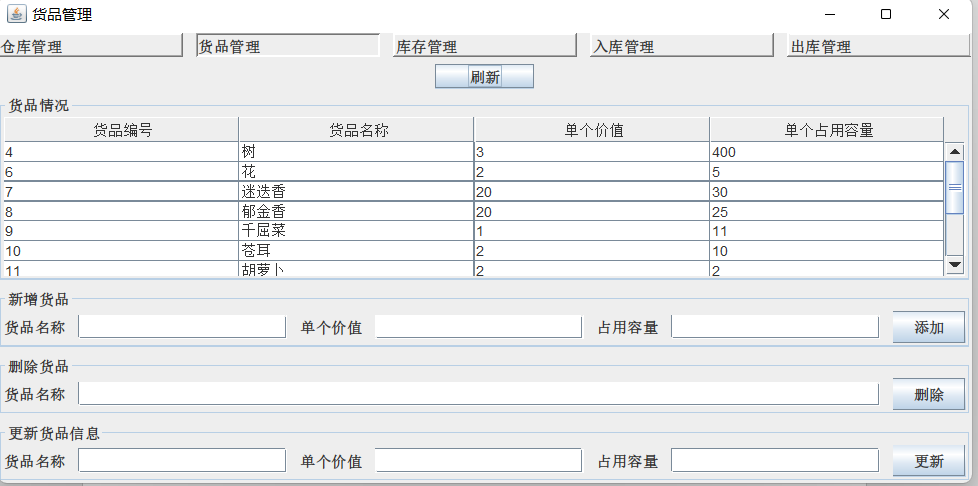 货品管理
仓库管理 货品管理 库存管理 入库管理 出库管理
刷新
货品情况
货品编号 货品名称 单个价值 单个占用容量
4 树 3 400
6 花 2 5
7 迷迭香 20 30
8 郁金香 20 25
9 千屈菜 1 11
10 苍耳 2 10
11 胡萝卜 2 2
新增货品
货品名称 单个价值 占用容量 添加
删除货品
货品名称 删除
更新货品信息
货品名称 单个价值 占用容量 更新